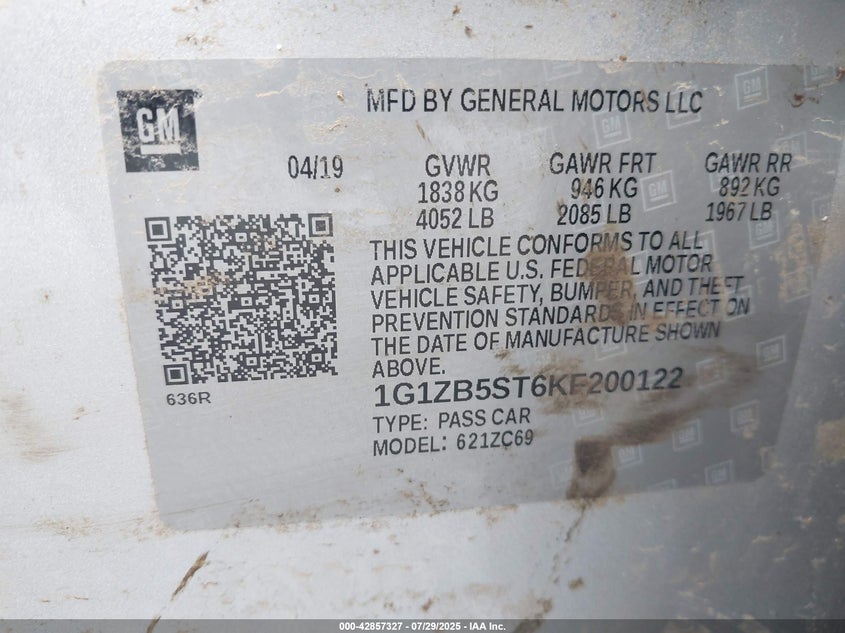 GM
MFD BY GENERAL MOTORS LLC
04/19 GVWR GAWR FRT GAWR RR
1838 KG 946 KG 892 KG
4052 LB 2085 LB 1967 LB
THIS VEHICLE CONFORMS TO ALL
APPLICABLE U.S. FEDERAL MOTOR
VEHICLE SAFETY, BUMPER, AND THEFT
PREVENTION STANDARDS IN EFFECT ON
THE DATE OF MANUFACTURE SHOWN
ABOVE.
1G1ZB5ST6KF200122
636R
TYPE: PASS CAR
MODEL: 621ZC69
000-42857327 | 07/29/2025 - IAA Inc.